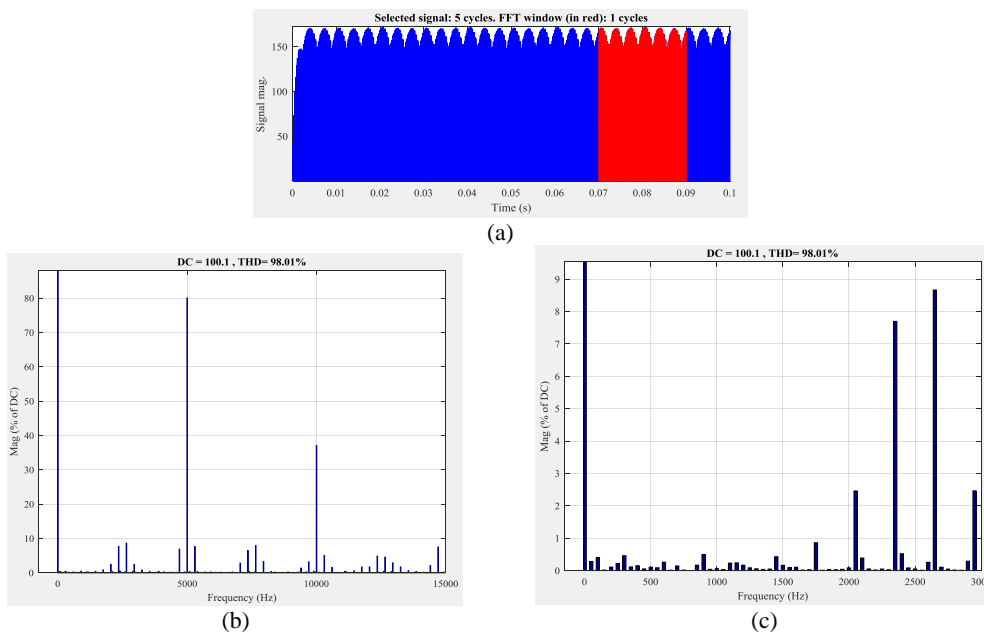 Selected signal: 5 cycles. FFT window (in red): 1 cycles
Signal mag.
150
100
50
0 0.01 0.02 0.03 0.04 0.05 0.06 0.07 0.08 0.09 0.1
Time (s)
(a)
DC = 100.1 , THD= 98.01%
Mag (% of DC)
80
70
60
50
40
30
20
10
0
0 5000 10000 15000
Frequency (Hz)
(b)
DC = 100.1 , THD= 98.01%
Mag (% of DC)
9
8
7
6
5
4
3
2
1
0
0 500 1000 1500 2000 2500 3000
Frequency (Hz)
(c)